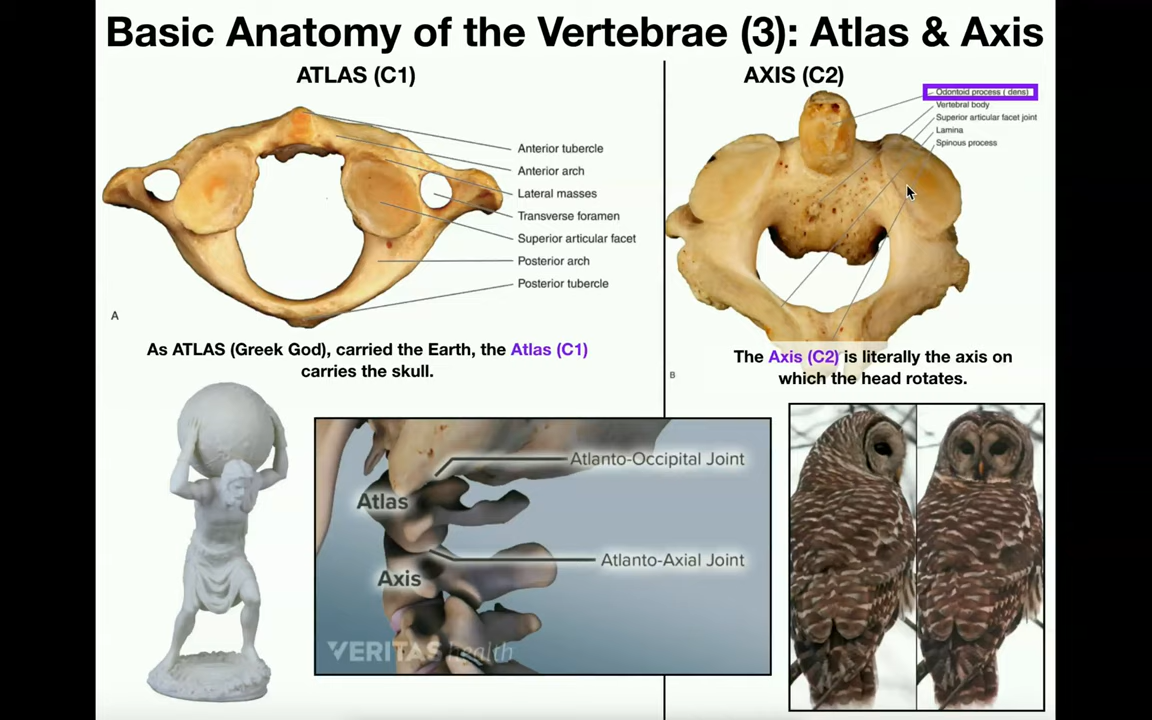 Basic Anatomy of the Vertebrae (3): Atlas & Axis
ATLAS (C1)
Anterior tubercle
Anterior arch
Lateral masses
Transverse foramen
Superior articular facet
Posterior arch
Posterior tubercle
A
As ATLAS (Greek God), carried the Earth, the Atlas (C1)
carries the skull.
AXIS (C2)
Odontoid process ( dens)
Vertebral body
Superior articular facet joint
Lamina
Spinous process
B
The Axis (C2) is literally the axis on
which the head rotates.
Atlanto-Occipital Joint
Atlas
Atlanto-Axial Joint
Axis
VERITAS health